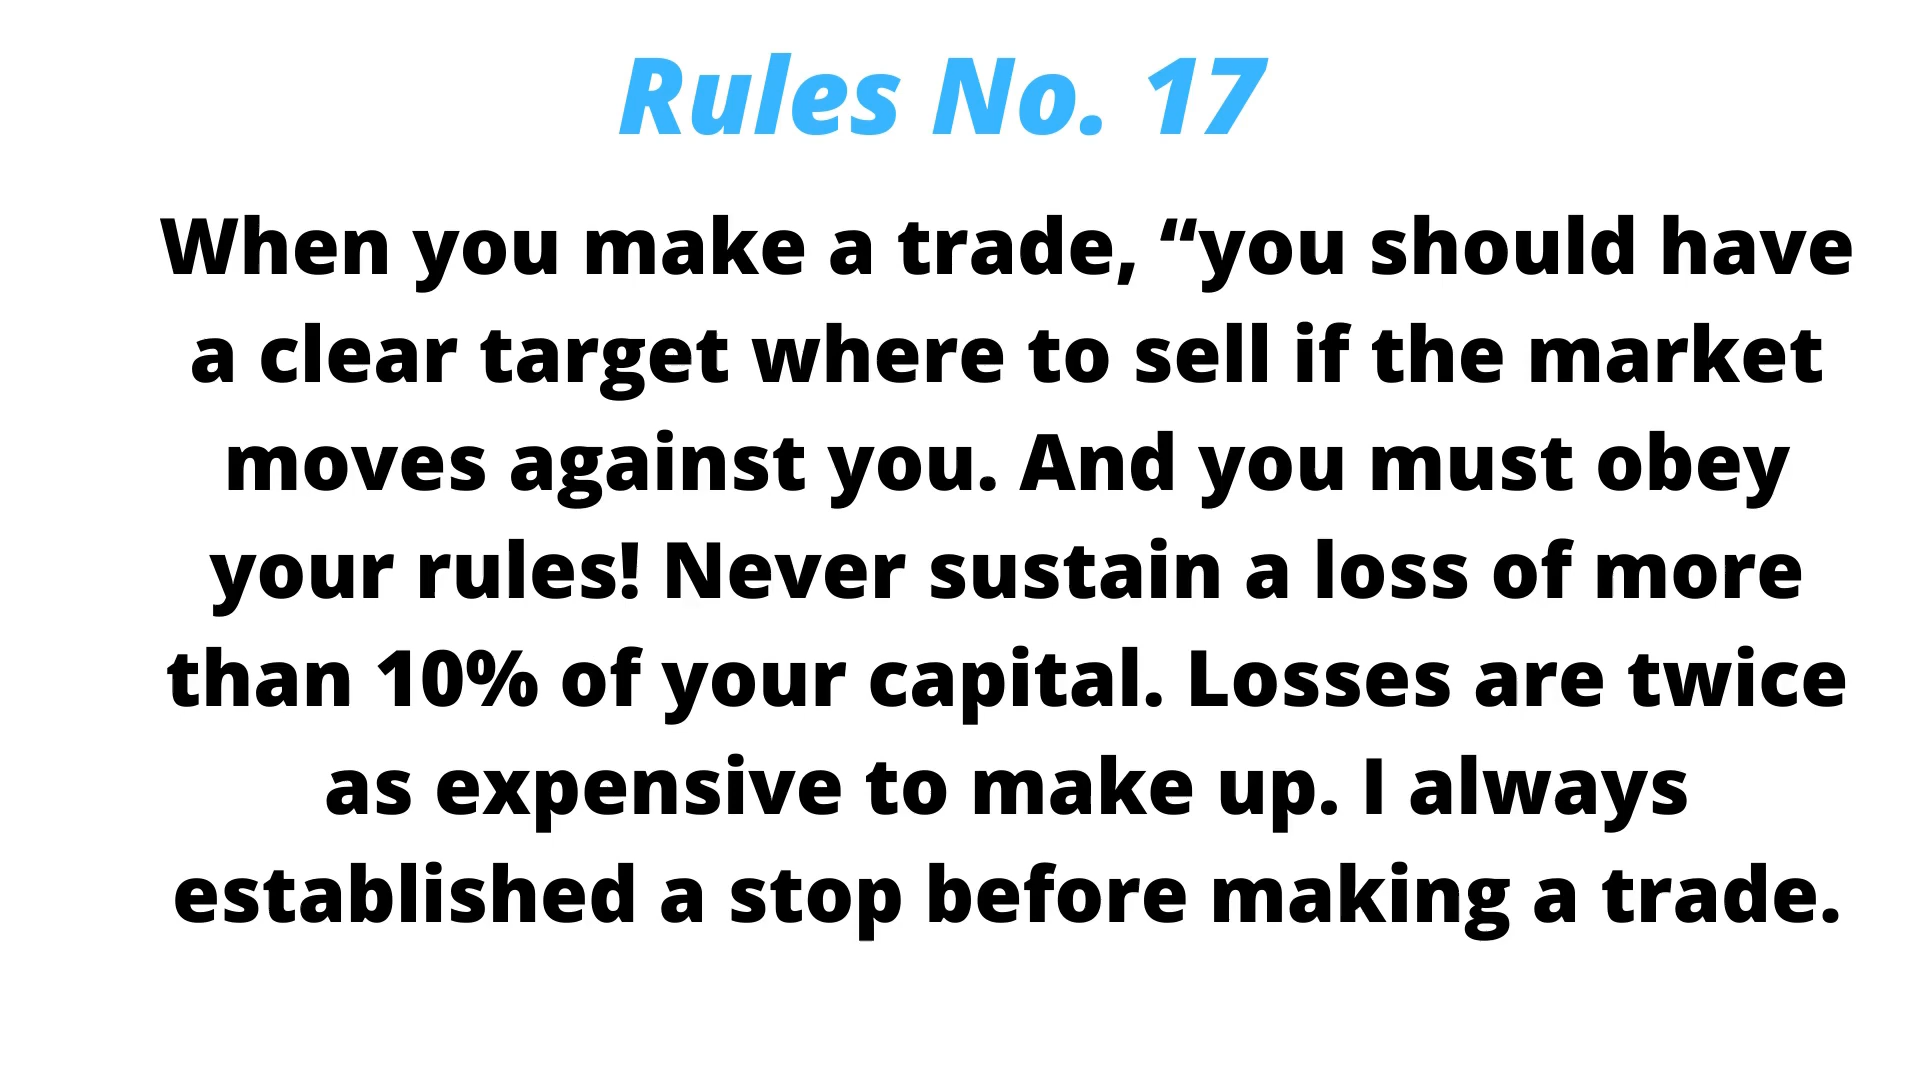 Rules No. 17
When you make a trade, “you should have
a clear target where to sell if the market
moves against you. And you must obey
your rules! Never sustain a loss of more
than 10% of your capital. Losses are twice
as expensive to make up. I always
established a stop before making a trade.